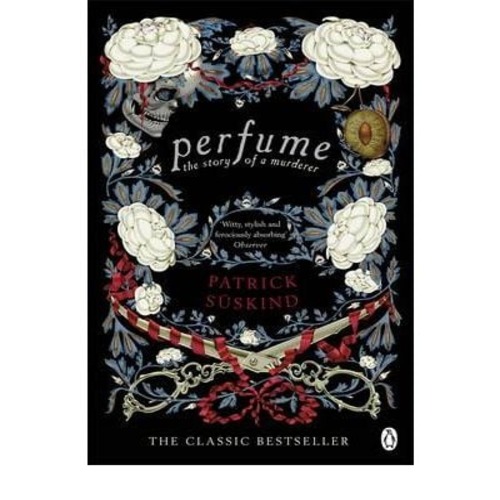 perfume
the story of a murderer
'Witty, stylish and
ferociously absorbing'
Observer
PATRICK
SÜSKIND
THE CLASSIC BESTSELLER